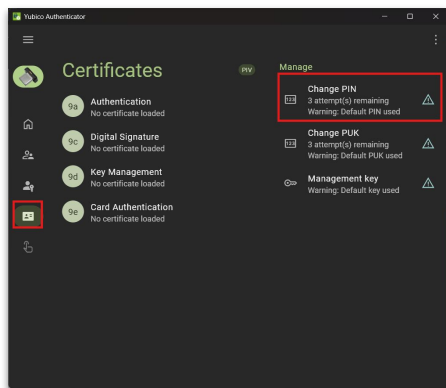 Yubico Authenticator
Certificates
PIV
9a
Authentication
No certificate loaded
9c
Digital Signature
No certificate loaded
9d
Key Management
No certificate loaded
9e
Card Authentication
No certificate loaded
Manage
123
Change PIN
3 attempt(s) remaining
Warning: Default PIN used
123
Change PUK
3 attempt(s) remaining
Warning: Default PUK used
Management key
Warning: Default key used